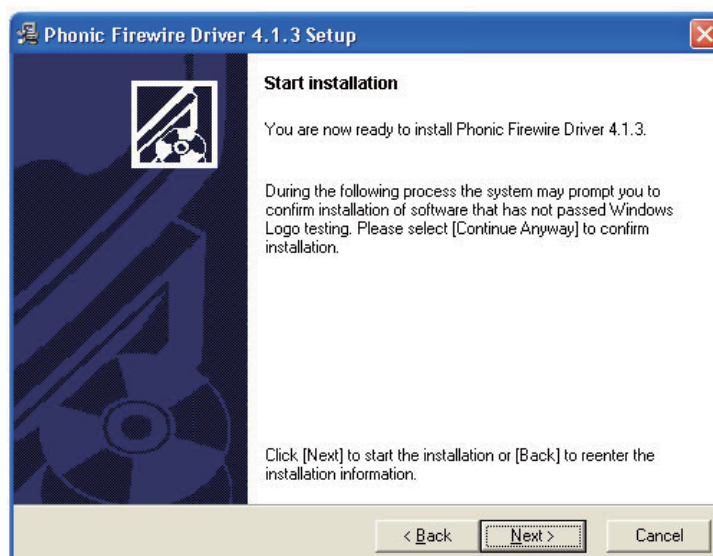 Phonic Firewire Driver 4.1.3 Setup
Start installation
You are now ready to install Phonic Firewire Driver 4.1.3.
During the following process the system may prompt you to
confirm installation of software that has not passed Windows
Logo testing. Please select [Continue Anyway] to confirm
installation.
Click [Next] to start the installation or [Back] to reenter the
installation information.
< Back
Next >
Cancel